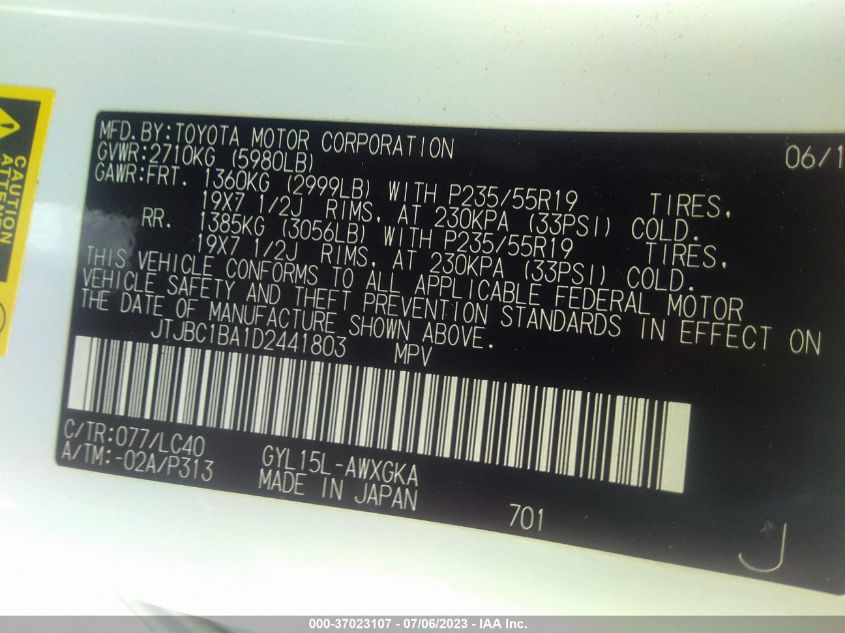 CAUTION
ATTENTION
MFD.BY:TOYOTA MOTOR CORPORATION 06/1
GVWR:2710KG (5980LB)
GAWR:FRT. 1360KG (2999LB) WITH P235/55R19 TIRES,
19X7 1/2J RIMS, AT 230KPA (33PSI) COLD.
RR. 1385KG (3056LB) WITH P235/55R19 TIRES,
19X7 1/2J RIMS, AT 230KPA (33PSI) COLD.
THIS VEHICLE CONFORMS TO ALL APPLICABLE FEDERAL MOTOR
VEHICLE SAFETY AND THEFT PREVENTION STANDARDS IN EFFECT ON
THE DATE OF MANUFACTURE SHOWN ABOVE.
JTJBC1BA1D2441803 MPV
C/TR:077/LC40 GYL15L-AWXGKA
A/TM:-02A/P313 MADE IN JAPAN
701
J
000-37023107 - 07/06/2023 - IAA Inc.